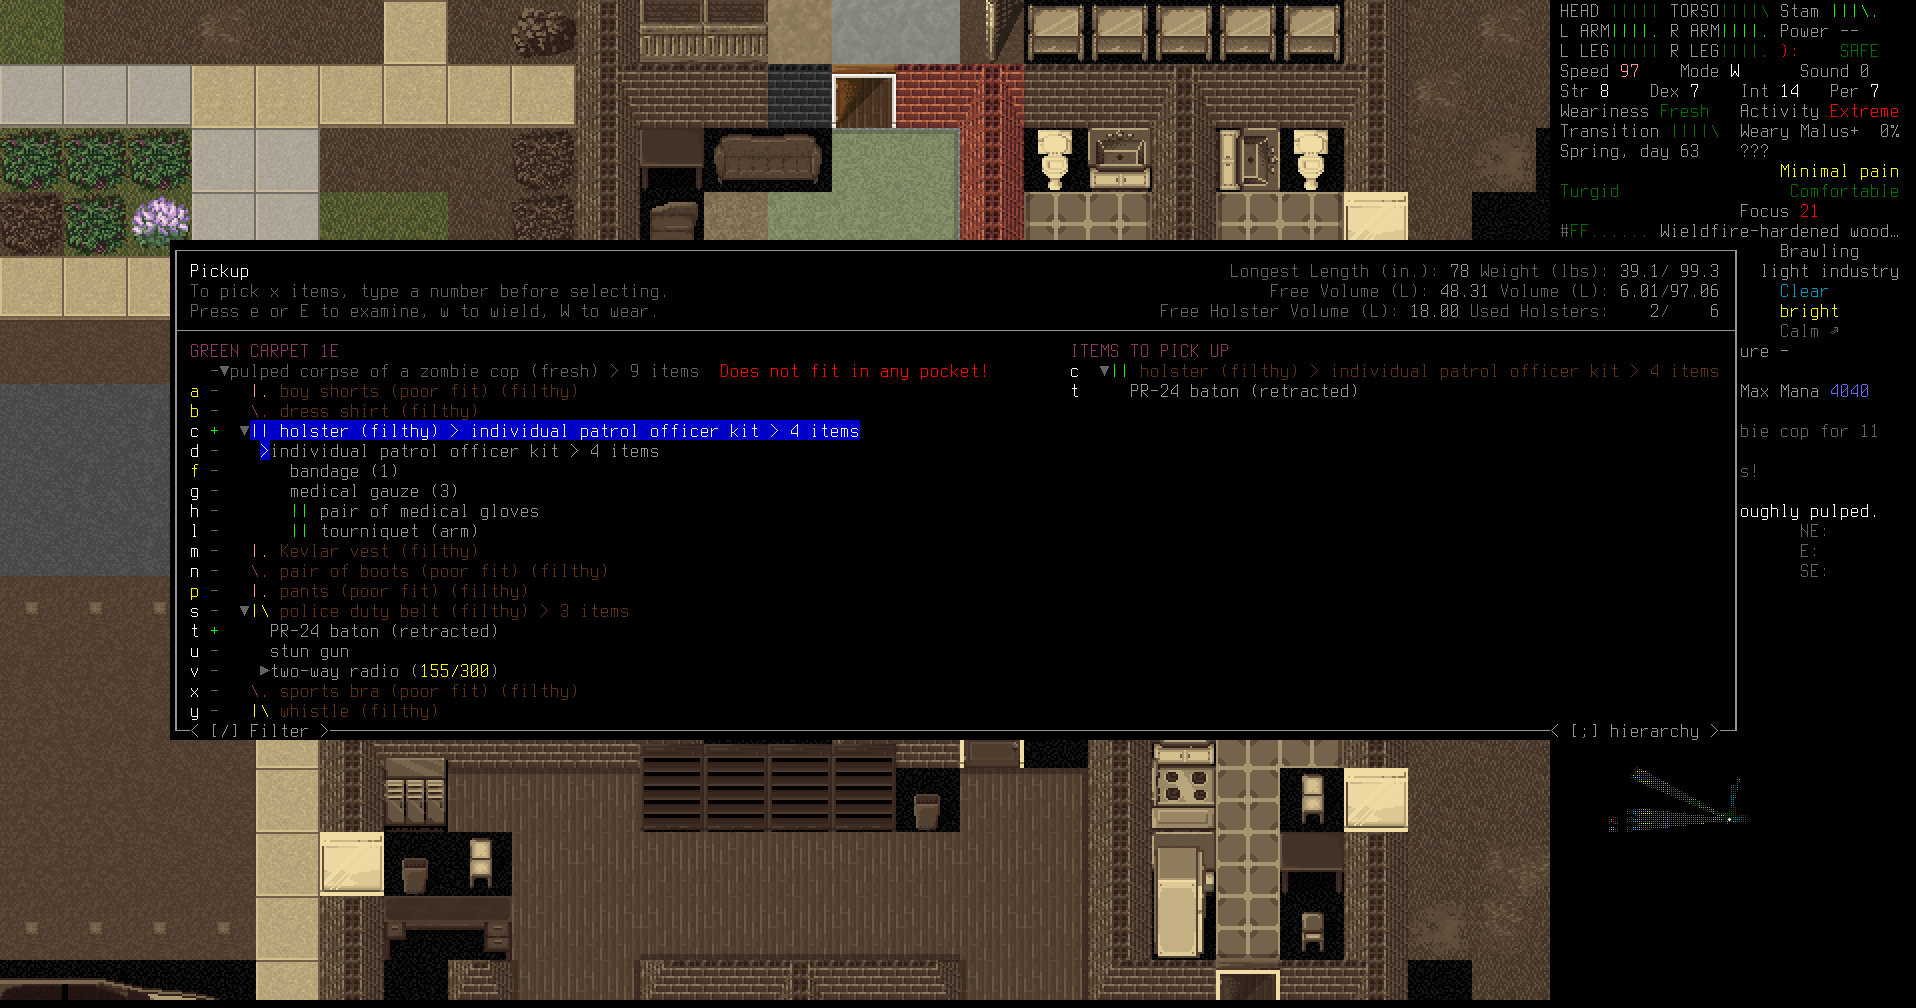 HEAD ||||| TORSO||||\ Stam |||\.
L ARM||||. R ARM||||. Power --
L LEG||||| R LEG||||. ): SAFE
Speed 97 Mode W Sound 0
Str 8 Dex 7 Int 14 Per 7
Weariness Fresh Activity Extreme
Transition ||||\ Weary Malus+ 0%
Spring, day 63 ???
Minimal pain
Turgid Comfortable
Focus 21
#FF...... Wieldfire-hardened wood…
Brawling
light industry
Clear
bright
Calm ⇗
ure -
Max Mana 4040
bie cop for 11
s!
oughly pulped.
NE:
E:
SE:
Pickup
To pick x items, type a number before selecting.
Press e or E to examine, w to wield, W to wear.
Longest Length (in.): 78 Weight (lbs): 39.1/ 99.3
Free Volume (L): 48.31 Volume (L): 6.01/97.06
Free Holster Volume (L): 18.00 Used Holsters: 2/ 6
GREEN CARPET 1E
-▼pulped corpse of a zombie cop (fresh) > 9 items Does not fit in any pocket!
a - |. boy shorts (poor fit) (filthy)
b - \. dress shirt (filthy)
c + ▼|| holster (filthy) > individual patrol officer kit > 4 items
d - >individual patrol officer kit > 4 items
f - bandage (1)
g - medical gauze (3)
h - || pair of medical gloves
l - || tourniquet (arm)
m - |. Kevlar vest (filthy)
n - \. pair of boots (poor fit) (filthy)
p - |. pants (poor fit) (filthy)
s - ▼|\ police duty belt (filthy) > 3 items
t + PR-24 baton (retracted)
u - stun gun
v - ▶two-way radio (155/300)
x - \. sports bra (poor fit) (filthy)
y - |\ whistle (filthy)
< [/] Filter >
ITEMS TO PICK UP
c ▼|| holster (filthy) > individual patrol officer kit > 4 items
t PR-24 baton (retracted)
< [;] hierarchy >